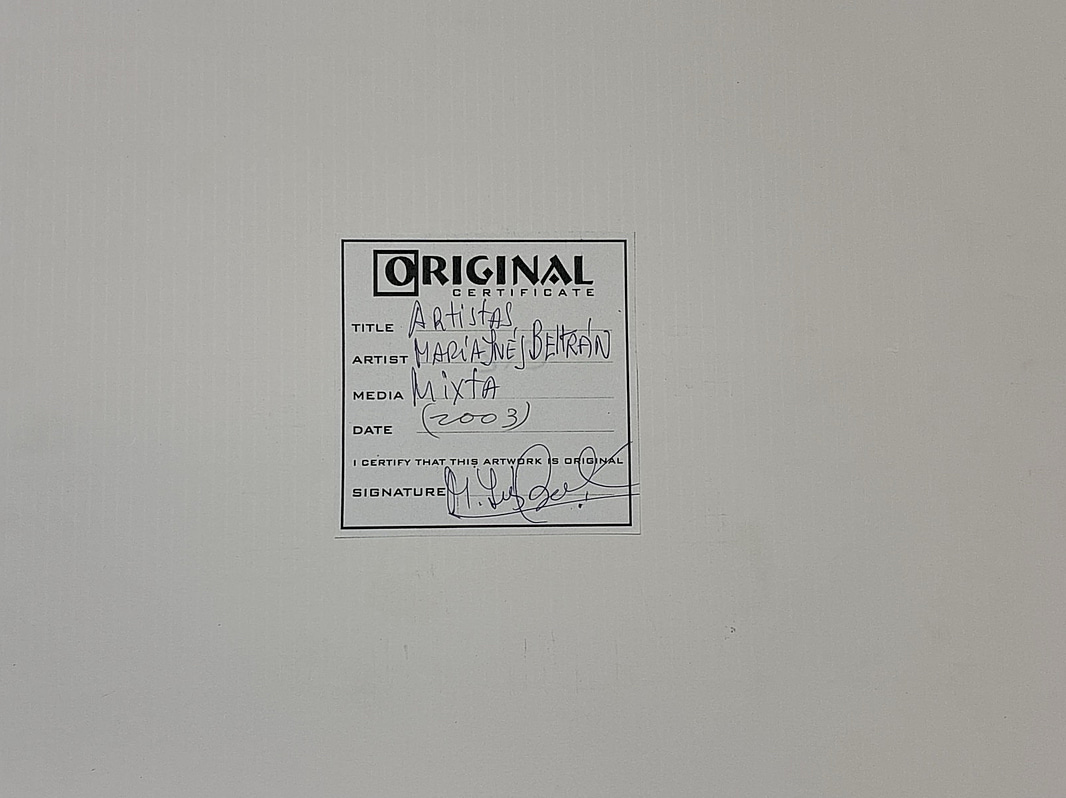 ORIGINAL
CERTIFICATE
TITLE Artistas
ARTIST MARÍA INÉS BELTRÁN
MEDIA Mixta
DATE (2003)
I CERTIFY THAT THIS ARTWORK IS ORIGINAL
SIGNATURE